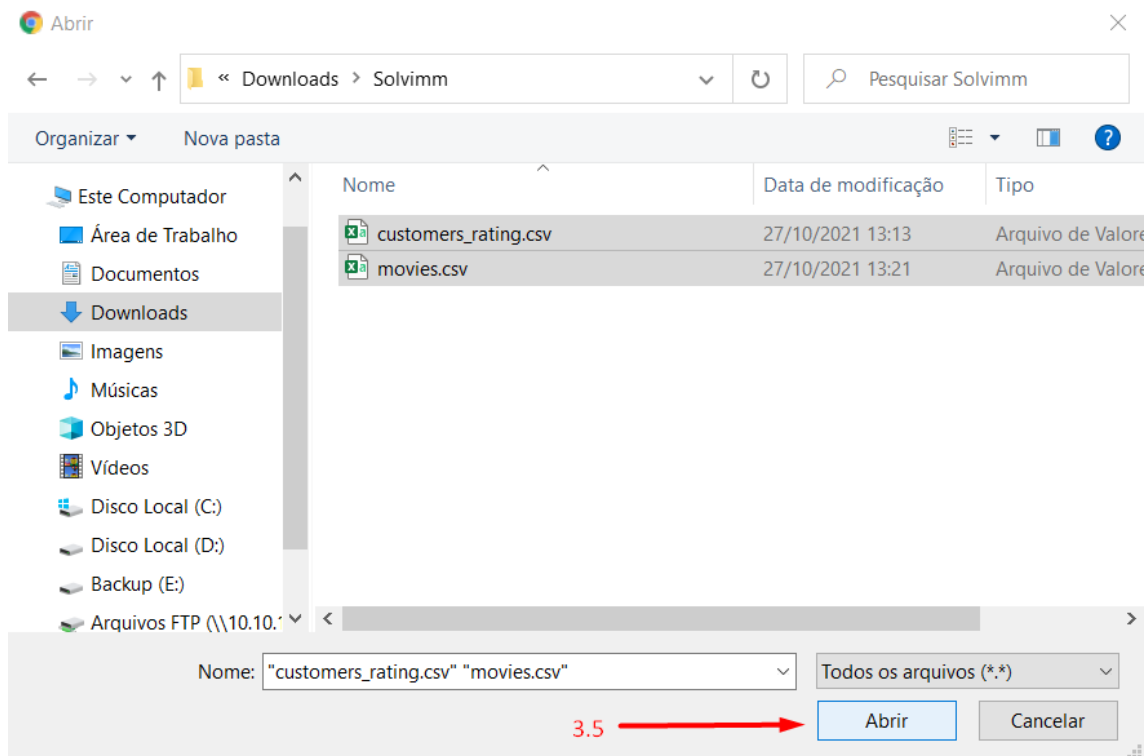 Abrir
« Downloads > Solvimm
Pesquisar Solvimm
Organizar
Nova pasta
?
Nome
Data de modificação
Tipo
Este Computador
Área de Trabalho
Documentos
Downloads
Imagens
Músicas
Objetos 3D
Vídeos
Disco Local (C:)
Disco Local (D:)
Backup (E:)
Arquivos FTP (\\10.10.
customers_rating.csv 27/10/2021 13:13 Arquivo de Valore
movies.csv 27/10/2021 13:21 Arquivo de Valore
Nome: "customers_rating.csv" "movies.csv"
Todos os arquivos (*.*)
3.5
Abrir
Cancelar